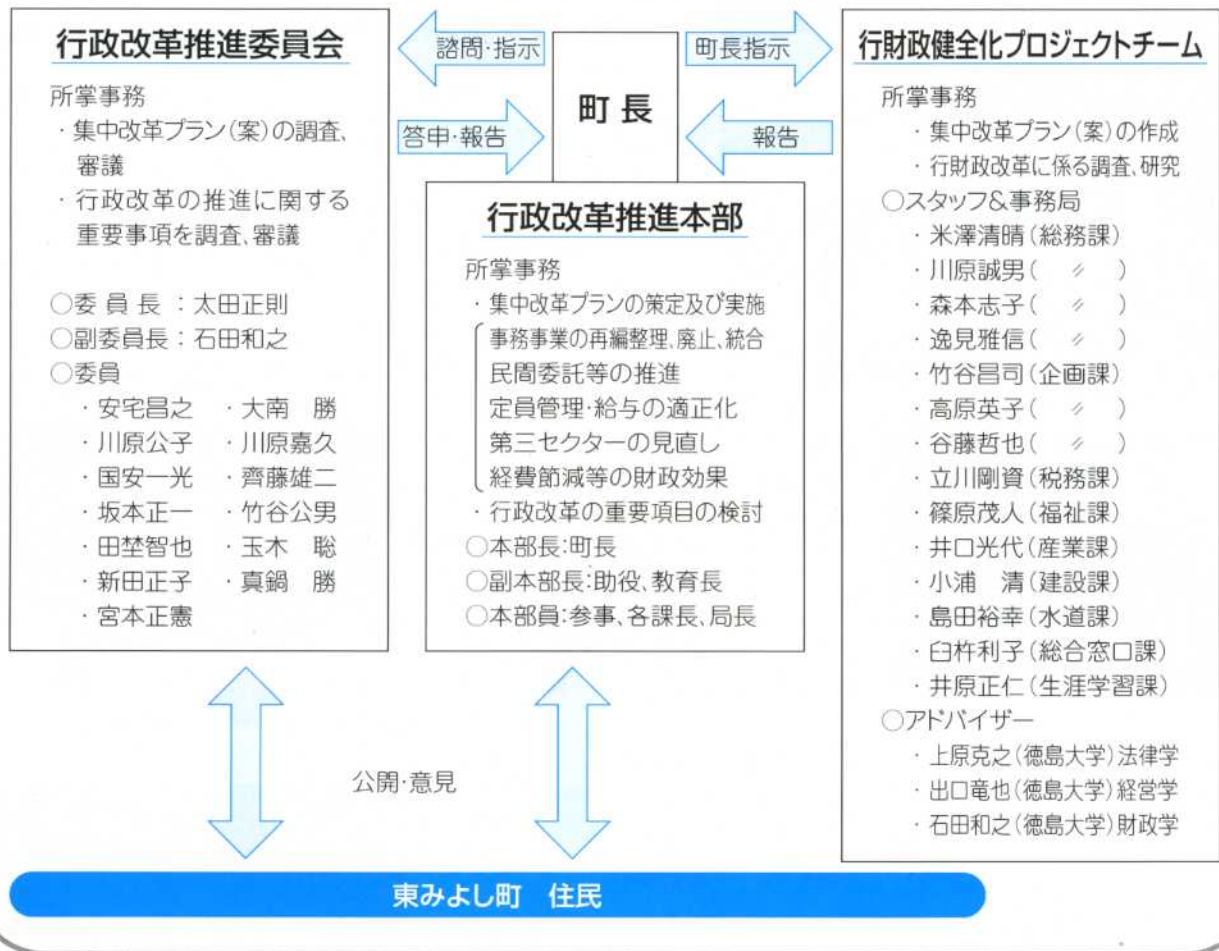 行政改革推進委員会
所掌事務
・集中改革プラン(案)の調査、
審議
・行政改革の推進に関する
重要事項を調査、審議
○委員長：太田正則
○副委員長：石田和之
○委員
・安宅昌之 ・大南 勝
・川原公子 ・川原嘉久
・国安一光 ・齊藤雄二
・坂本正一 ・竹谷公男
・田埜智也 ・玉木 聡
・新田正子 ・真鍋 勝
・宮本正憲
諮問・指示
答申・報告
町長
町長指示
報告
行政改革推進本部
所掌事務
・集中改革プランの策定及び実施
事務事業の再編整理、廃止、統合
民間委託等の推進
定員管理・給与の適正化
第三セクターの見直し
経費節減等の財政効果
・行政改革の重要項目の検討
○本部長:町長
○副本部長:助役、教育長
○本部員:参事、各課長、局長
行財政健全化プロジェクトチーム
所掌事務
・集中改革プラン(案)の作成
・行財政改革に係る調査、研究
○スタッフ&事務局
・米澤清晴(総務課)
・川原誠男( 〃 )
・森本志子( 〃 )
・逸見雅信( 〃 )
・竹谷昌司(企画課)
・高原英子( 〃 )
・谷藤哲也( 〃 )
・立川剛資(税務課)
・篠原茂人(福祉課)
・井口光代(産業課)
・小浦 清(建設課)
・島田裕幸(水道課)
・臼杵利子(総合窓口課)
・井原正仁(生涯学習課)
○アドバイザー
・上原克之(徳島大学)法律学
・出口竜也(徳島大学)経営学
・石田和之(徳島大学)財政学
公開・意見
東みよし町 住民